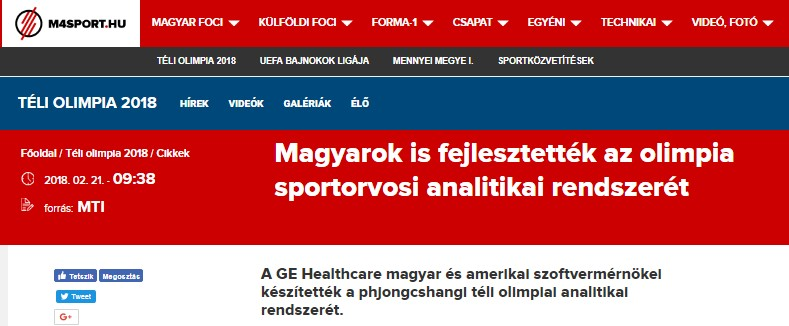 M4SPORT.HU MAGYAR FOCI KÜLFÖLDI FOCI FORMA-1 CSAPAT EGYÉNI TECHNIKAI VIDEÓ, FOTÓ
TÉLI OLIMPIA 2018 UEFA BAJNOKOK LIGÁJA MENNYEI MEGYE I. SPORTKÖZVETÍTÉSEK
TÉLI OLIMPIA 2018 HÍREK VIDEÓK GALÉRIÁK ÉLŐ
Főoldal / Téli olimpia 2018 / Cikkek
2018. 02. 21. - 09:38
forrás: MTI
Magyarok is fejlesztették az olimpia
sportorvosi analitikai rendszerét
Tetszik Megosztás
Tweet
G+
A GE Healthcare magyar és amerikai szoftvermérnökei
készítették a phjongcshangi téli olimpiai analitikai
rendszerét.